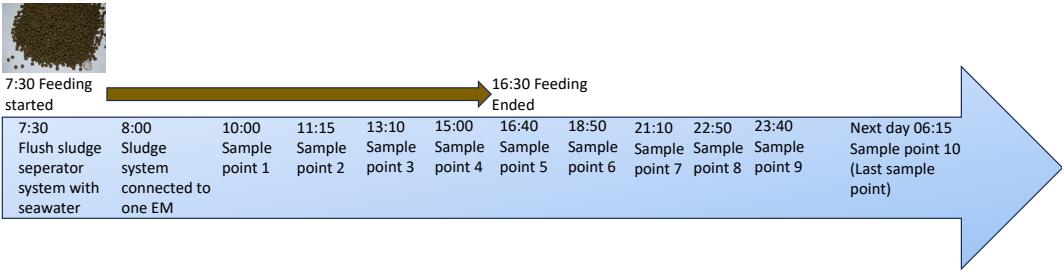 7:30 Feeding
started
16:30 Feeding
Ended
7:30
Flush sludge
seperator
system with
seawater
8:00
Sludge
system
connected to
one EM
10:00
Sample
point 1
11:15
Sample
point 2
13:10
Sample
point 3
15:00
Sample
point 4
16:40
Sample
point 5
18:50
Sample
point 6
21:10
Sample
point 7
22:50
Sample
point 8
23:40
Sample
point 9
Next day 06:15
Sample point 10
(Last sample
point)